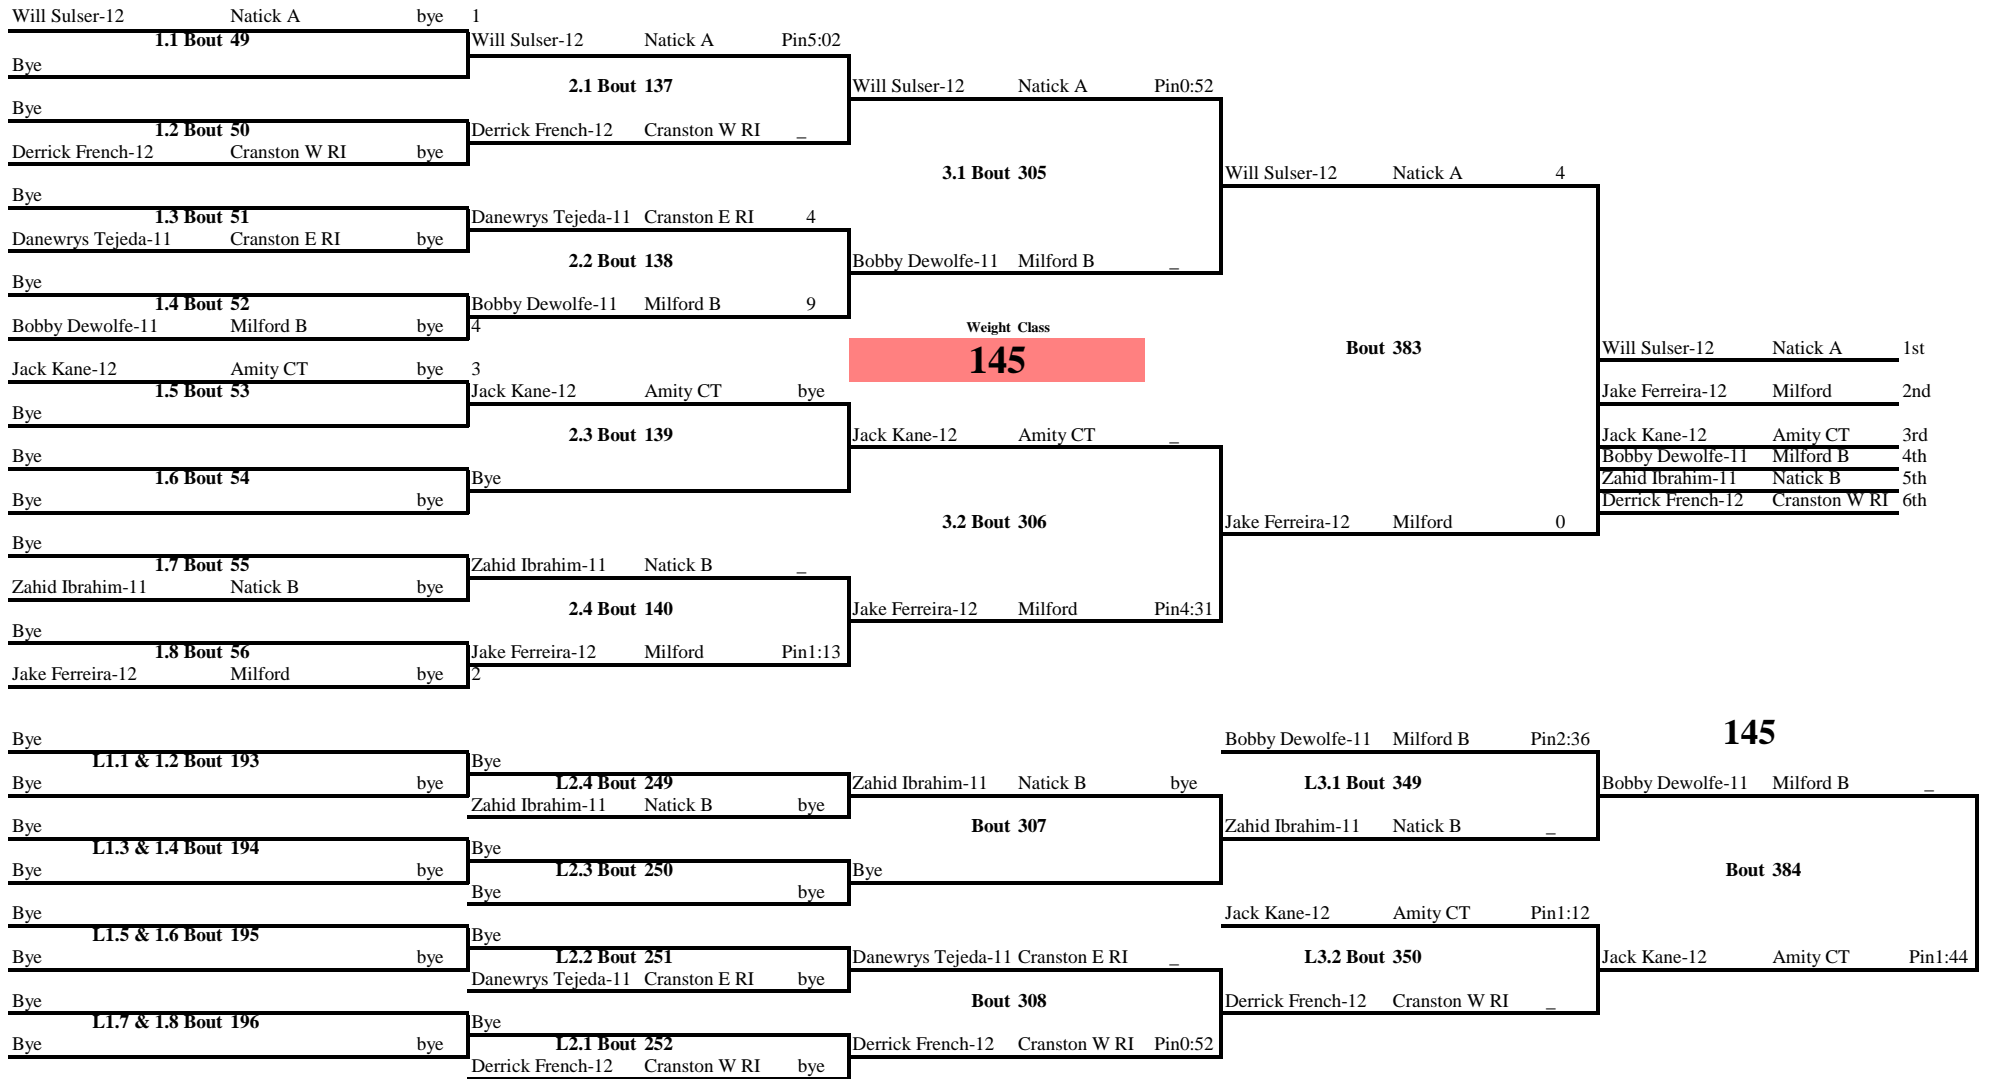 Will Sulser-12 Natick A bye 1
1.1 Bout 49
Bye
Bye
1.2 Bout 50
Derrick French-12 Cranston W RI bye
Bye
1.3 Bout 51
Danewrys Tejeda-11 Cranston E RI bye
Bye
1.4 Bout 52
Bobby Dewolfe-11 Milford B bye 4
Jack Kane-12 Amity CT bye 3
1.5 Bout 53
Bye
Bye
1.6 Bout 54
Bye bye
Bye
1.7 Bout 55
Zahid Ibrahim-11 Natick B bye
Bye
1.8 Bout 56
Jake Ferreira-12 Milford bye 2
Will Sulser-12 Natick A Pin5:02
2.1 Bout 137
Derrick French-12 Cranston W RI _
Danewrys Tejeda-11 Cranston E RI 4
2.2 Bout 138
Bobby Dewolfe-11 Milford B 9
Jack Kane-12 Amity CT bye
2.3 Bout 139
Bye
Zahid Ibrahim-11 Natick B _
2.4 Bout 140
Jake Ferreira-12 Milford Pin1:13
Will Sulser-12 Natick A Pin0:52
3.1 Bout 305
Bobby Dewolfe-11 Milford B _
Weight Class
145
Jack Kane-12 Amity CT _
3.2 Bout 306
Jake Ferreira-12 Milford Pin4:31
Will Sulser-12 Natick A 4
Bout 383
Jake Ferreira-12 Milford 0
Will Sulser-12 Natick A 1st
Jake Ferreira-12 Milford 2nd
Jack Kane-12 Amity CT 3rd
Bobby Dewolfe-11 Milford B 4th
Zahid Ibrahim-11 Natick B 5th
Derrick French-12 Cranston W RI 6th
Bye
L1.1 & 1.2 Bout 193
Bye bye
Bye
L1.3 & 1.4 Bout 194
Bye bye
Bye
L1.5 & 1.6 Bout 195
Bye bye
Bye
L1.7 & 1.8 Bout 196
Bye bye
Bye
L2.4 Bout 249
Zahid Ibrahim-11 Natick B bye
Bye
L2.3 Bout 250
Bye bye
Bye
L2.2 Bout 251
Danewrys Tejeda-11 Cranston E RI bye
Bye
L2.1 Bout 252
Derrick French-12 Cranston W RI bye
Zahid Ibrahim-11 Natick B bye
Bout 307
Bye
Danewrys Tejeda-11 Cranston E RI _
Bout 308
Derrick French-12 Cranston W RI Pin0:52
Bobby Dewolfe-11 Milford B Pin2:36
L3.1 Bout 349
Zahid Ibrahim-11 Natick B _
Jack Kane-12 Amity CT Pin1:12
L3.2 Bout 350
Derrick French-12 Cranston W RI _
145
Bobby Dewolfe-11 Milford B _
Bout 384
Jack Kane-12 Amity CT Pin1:44